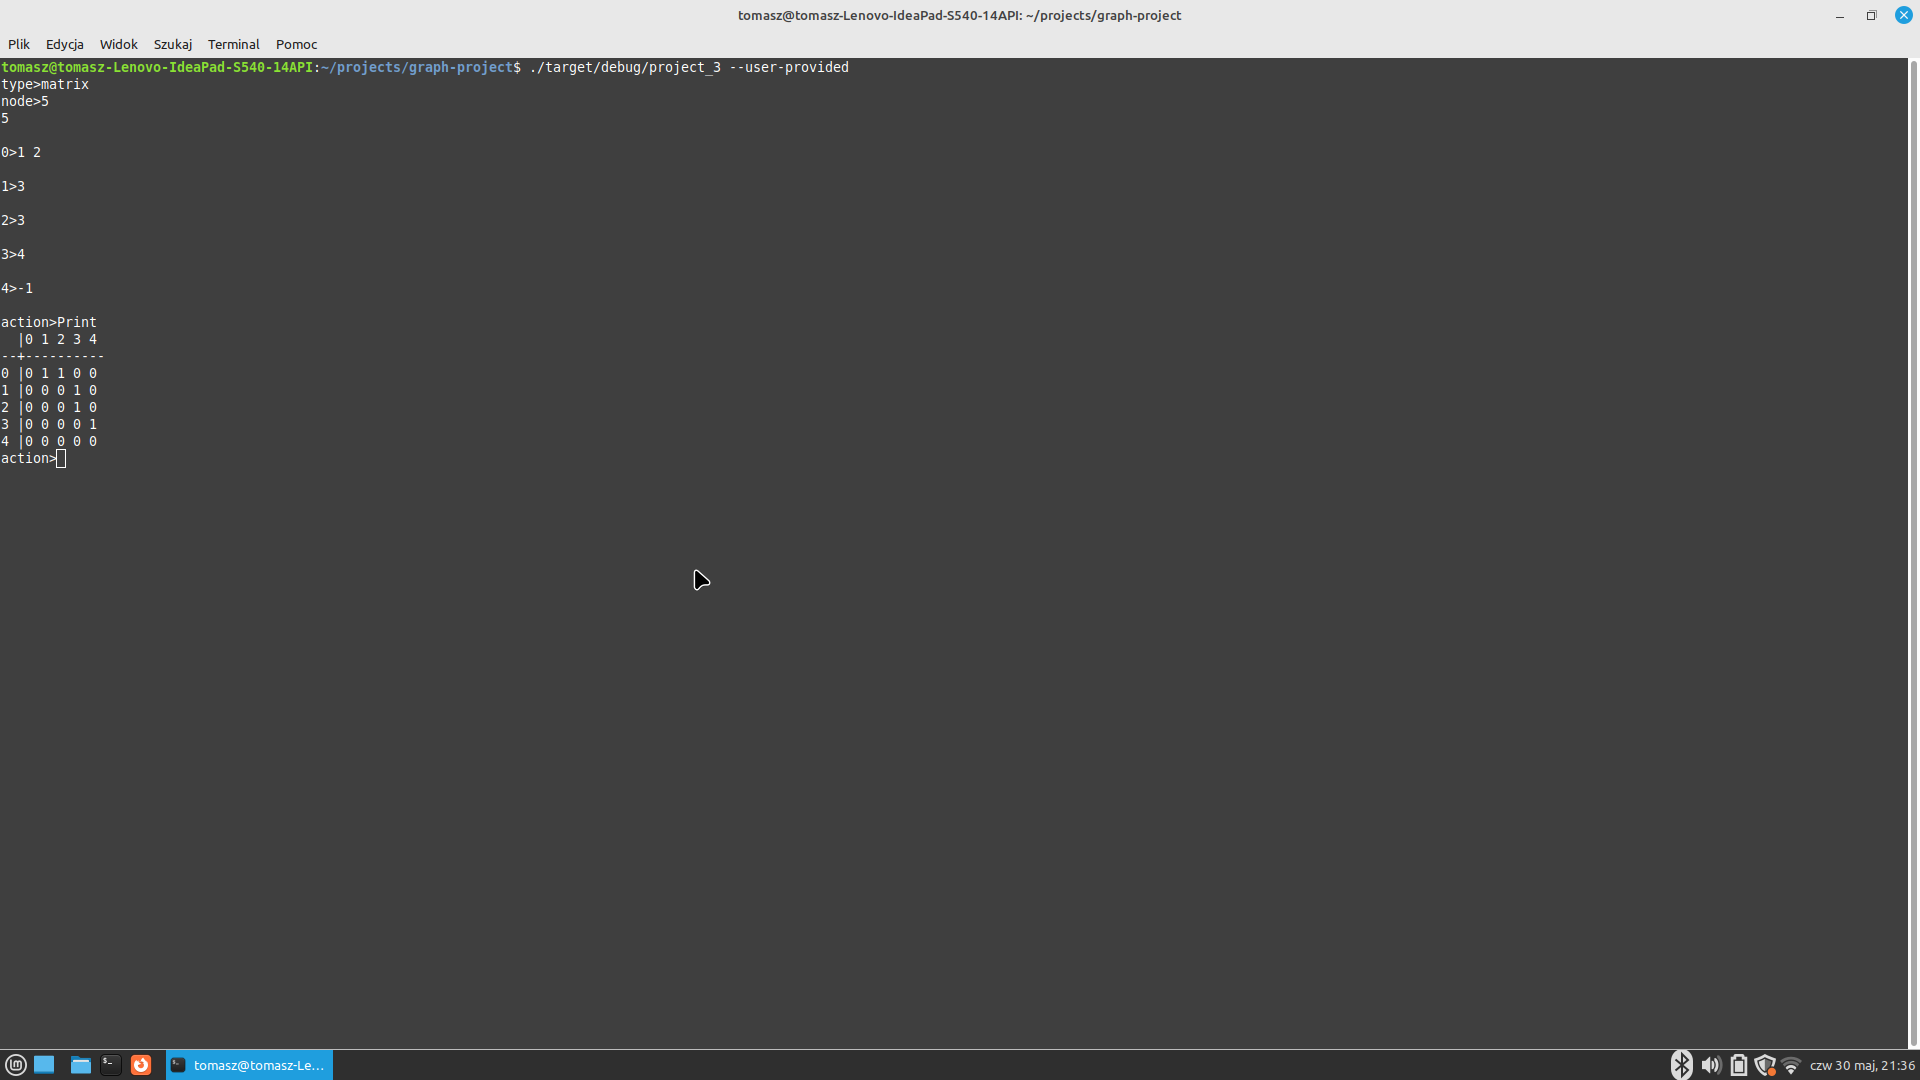 tomasz@tomasz-Lenovo-IdeaPad-S540-14API: ~/projects/graph-project
Plik Edycja Widok Szukaj Terminal Pomoc
tomasz@tomasz-Lenovo-IdeaPad-S540-14API:~/projects/graph-project$ ./target/debug/project_3 --user-provided
type>matrix
node>5
5
0>1 2
1>3
2>3
3>4
4>-1
action>Print
  |0 1 2 3 4
--+----------
0 |0 1 1 0 0
1 |0 0 0 1 0
2 |0 0 0 1 0
3 |0 0 0 0 1
4 |0 0 0 0 0
action>
tomasz@tomasz-Le...
czw 30 maj, 21:36